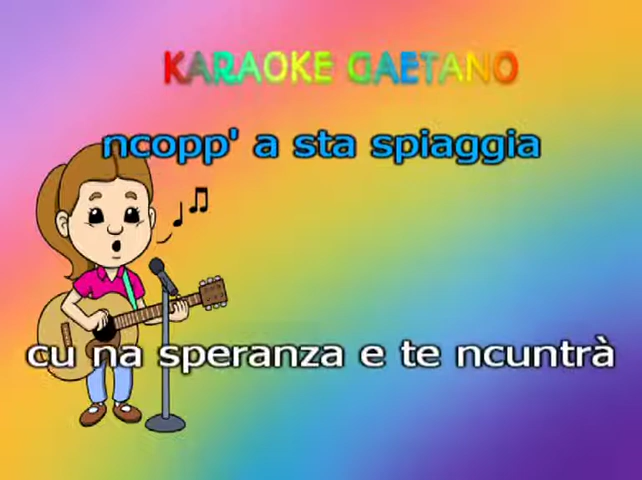 KARAOKE GAETANO
ncopp' a sta spiaggia
cu na speranza e te ncuntrà